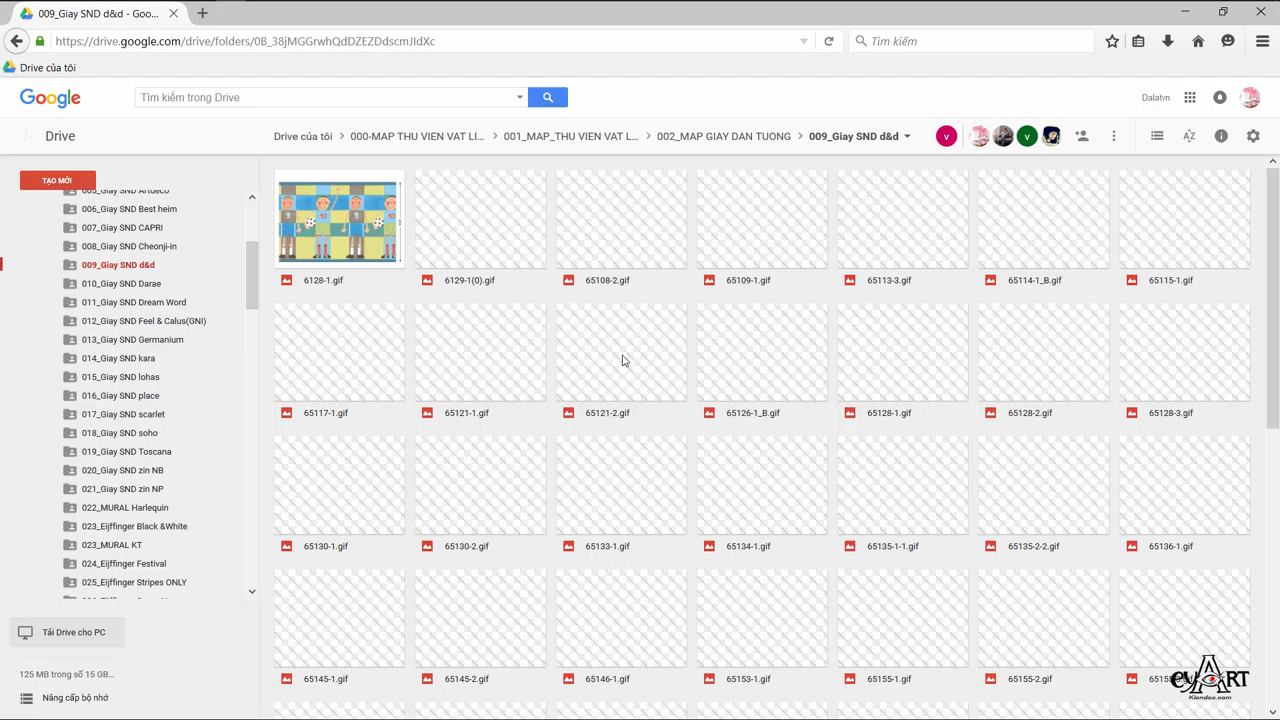 009_Giay SND d&d - Goo...
https://drive.google.com/drive/folders/0B_38jMGGrwhQdDZEZDdscmJIdXc
Tìm kiếm
Drive của tôi
Google
Tìm kiếm trong Drive
Dalatvn
Drive
Drive của tôi
000-MAP THU VIEN VAT LI...
001_MAP_THU VIEN VAT L...
002_MAP GIAY DAN TUONG
009_Giay SND d&d
v
v
TẠO MỚI
005_Giay SND Artdeco
006_Giay SND Best heim
007_Giay SND CAPRI
008_Giay SND Cheonji-in
009_Giay SND d&d
010_Giay SND Darae
011_Giay SND Dream Word
012_Giay SND Feel & Calus(GNI)
013_Giay SND Germanium
014_Giay SND kara
015_Giay SND lohas
016_Giay SND place
017_Giay SND scarlet
018_Giay SND soho
019_Giay SND Toscana
020_Giay SND zin NB
021_Giay SND zin NP
022_MURAL Harlequin
023_Eijffinger Black &White
023_MURAL KT
024_Eijffinger Festival
025_Eijffinger Stripes ONLY
Tải Drive cho PC
125 MB trong số 15 GB...
Nâng cấp bộ nhớ
6128-1.gif
6129-1(0).gif
65108-2.gif
65109-1.gif
65113-3.gif
65114-1_B.gif
65115-1.gif
65117-1.gif
65121-1.gif
65121-2.gif
65126-1_B.gif
65128-1.gif
65128-2.gif
65128-3.gif
65130-1.gif
65130-2.gif
65133-1.gif
65134-1.gif
65135-1-1.gif
65135-2-2.gif
65136-1.gif
65145-1.gif
65145-2.gif
65146-1.gif
65153-1.gif
65155-1.gif
65155-2.gif
Kiendee.com